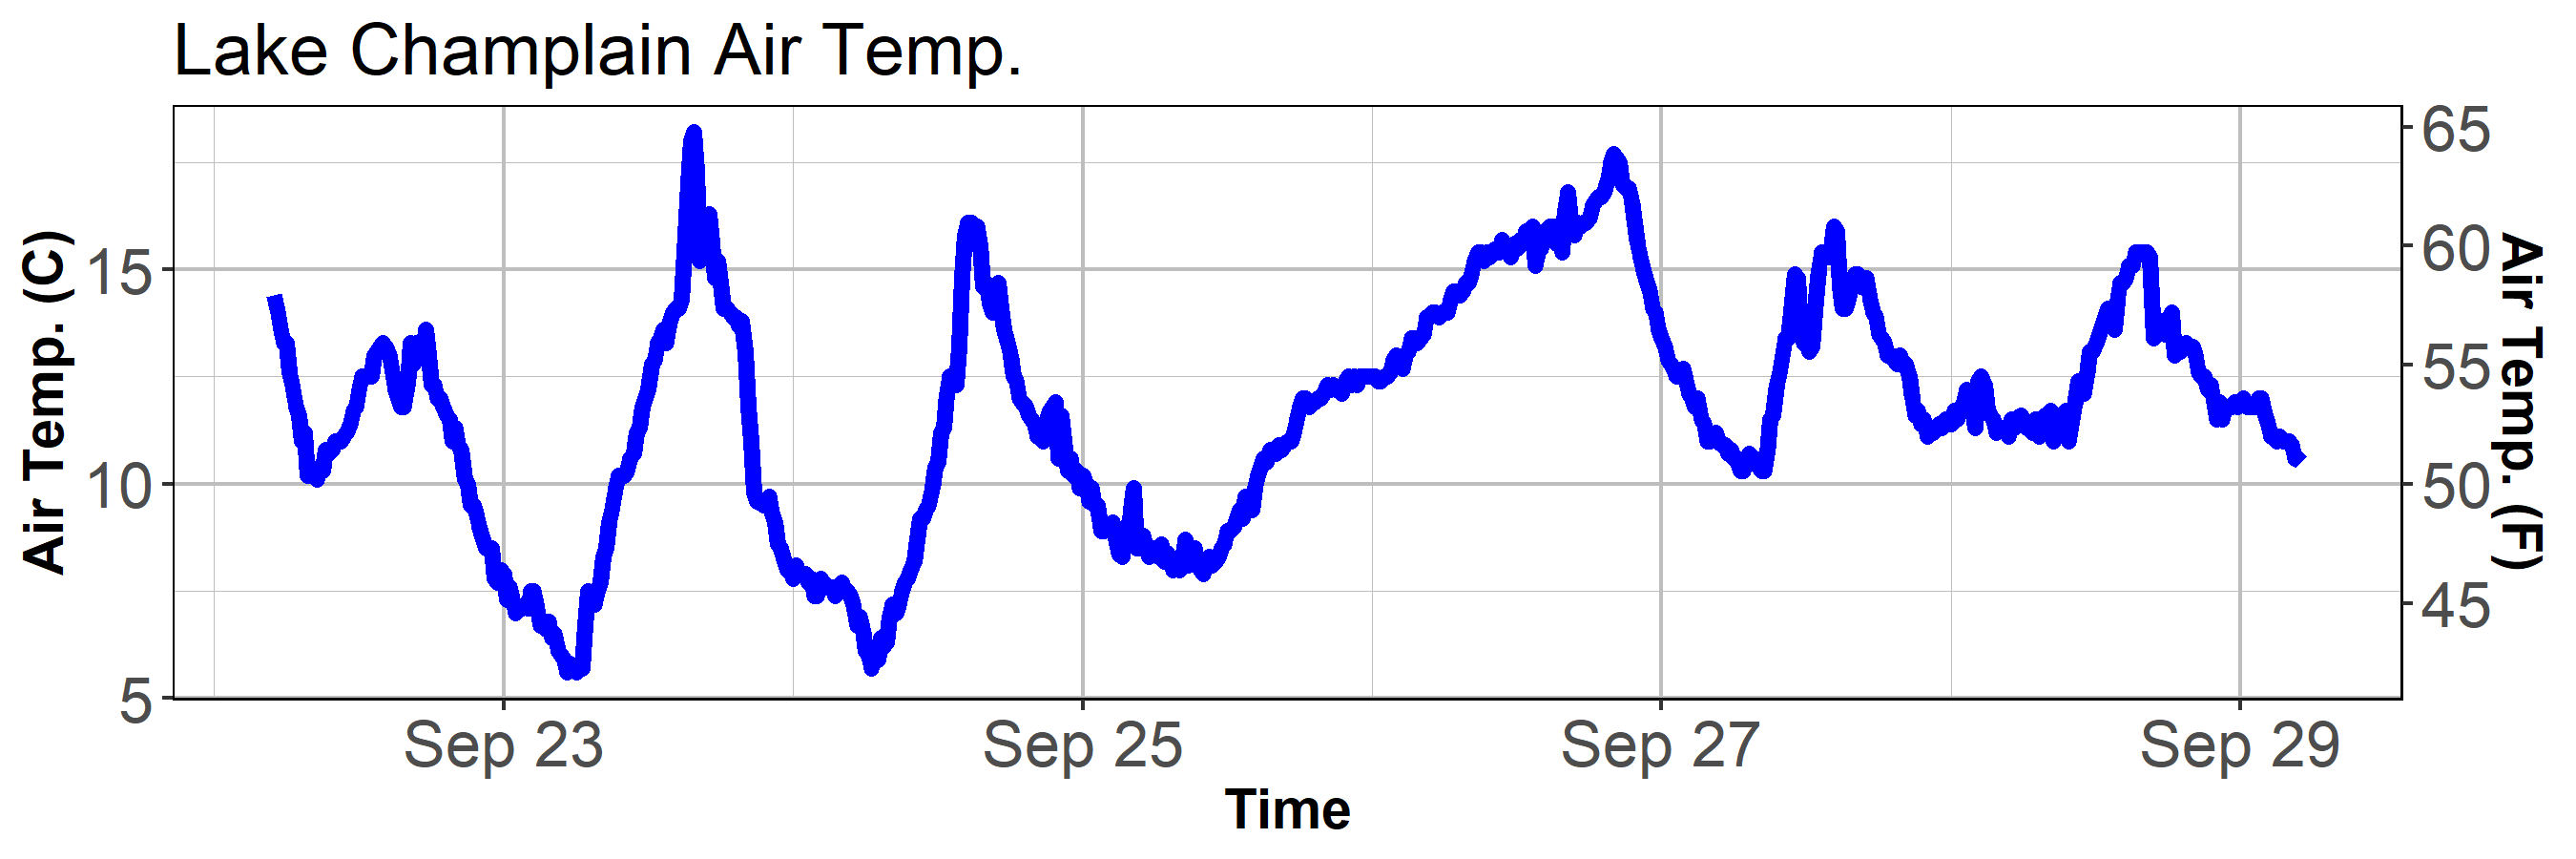 Lake Champlain Air Temp.
Air Temp. (C)
15
10
5
65
60
55
50
45
Air Temp. (F)
Sep 23 Sep 25 Sep 27 Sep 29
Time